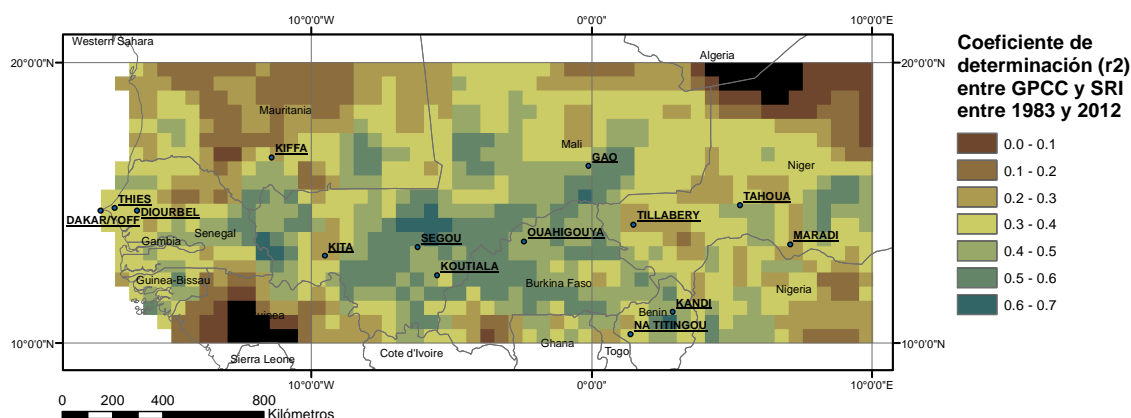 10°0'0"W
0°0'0"
10°0'0"E
Western Sahara
Algeria
20°0'0"N
20°0'0"N
Mauritania
Mali
KIFFA
GAO
Niger
THIES
TAHOUA
DAKAR/YOFF
DIOURBEL
TILLABERY
Senegal
SEGOU
OUAHIGOUYA
MARADI
Gambia
KITA
KOUTIALA
Guinea-Bissau
Burkina Faso
Nigeria
KANDI
Benin
NA TITINGOU
10°0'0"N
10°0'0"N
Sierra Leone
Cote d'Ivoire
Ghana
Togo
10°0'0"W
0°0'0"
10°0'0"E
0 200 400 800
Kilómetros
Coeficiente de
determinación (r2)
entre GPCC y SRI
entre 1983 y 2012
0.0 - 0.1
0.1 - 0.2
0.2 - 0.3
0.3 - 0.4
0.4 - 0.5
0.5 - 0.6
0.6 - 0.7